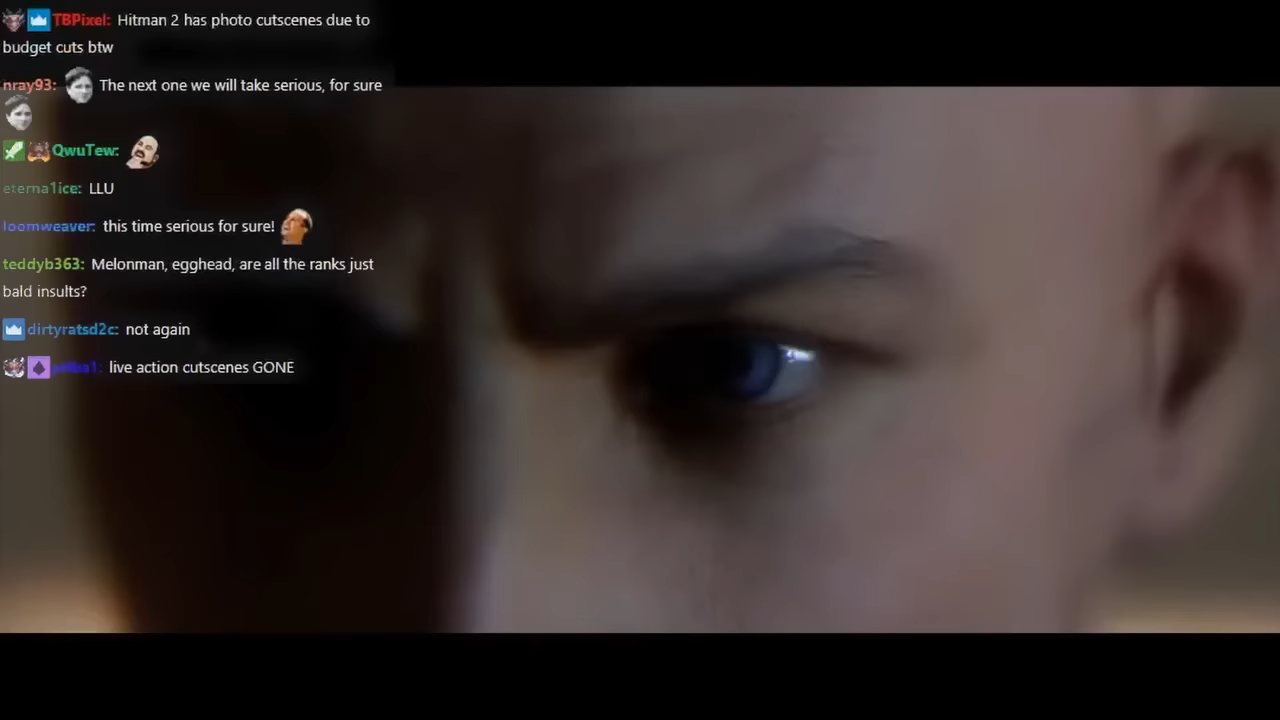 TBPixel: Hitman 2 has photo cutscenes due to
budget cuts btw
nray93: The next one we will take serious, for sure
QwuTew:
eterna1ice: LLU
loomweaver: this time serious for sure!
teddyb363: Melonman, egghead, are all the ranks just
bald insults?
dirtyratsd2c: not again
live action cutscenes GONE